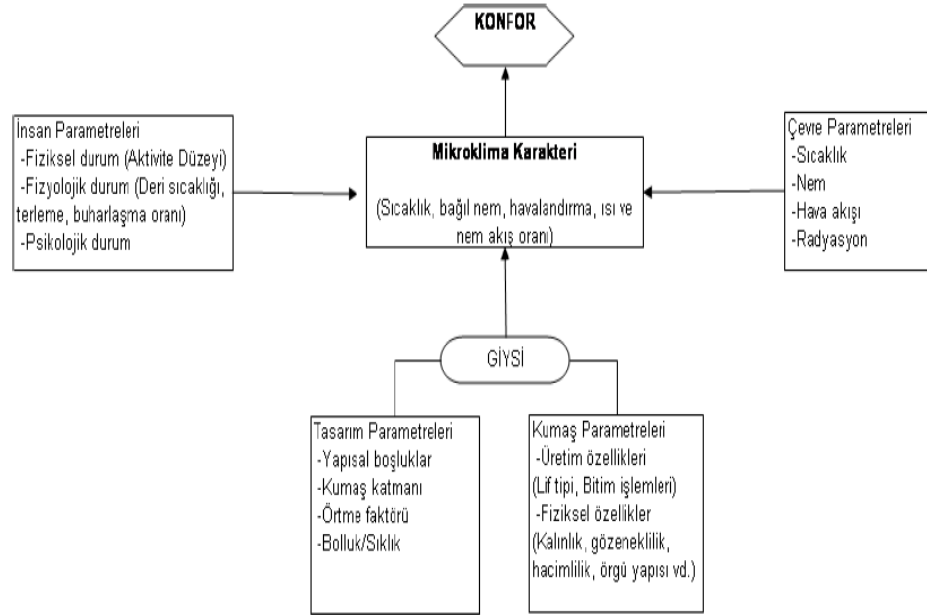 KONFOR
İnsan Parametreleri
-Fiziksel durum (Aktivite Düzeyi)
-Fizyolojik durum (Deri sıcaklığı,
terleme, buharlaşma oranı)
-Psikolojik durum
Mikroklima Karakteri
(Sıcaklık, bağıl nem, havalandırma, ısı ve
nem akış oranı)
Çevre Parametreleri
-Sıcaklık
-Nem
-Hava akışı
-Radyasyon
GİYSİ
Tasarım Parametreleri
-Yapısal boşluklar
-Kumaş katmanı
-Örtme faktörü
-Bolluk/Sıklık
Kumaş Parametreleri
-Üretim özellikleri
(Lif tipi, Bitim işlemleri)
-Fiziksel özellikler
(Kalınlık, gözeneklilik,
hacimlilik, örgü yapısı vd.)